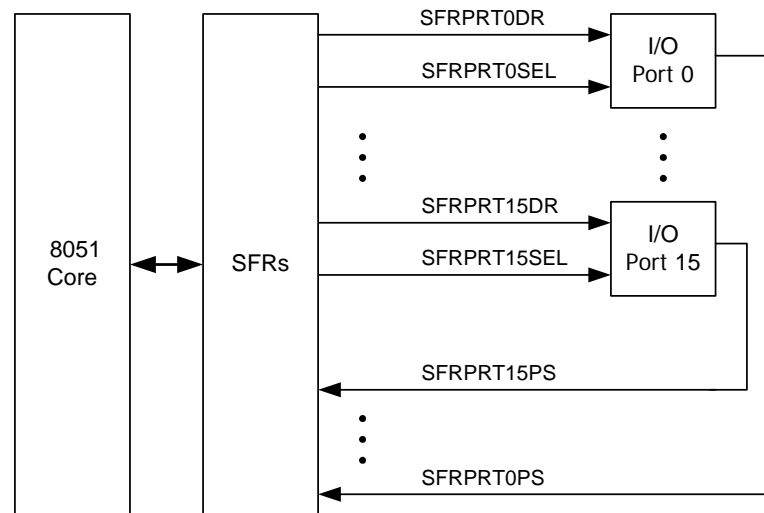 SFRPRT0DR
I/O
Port 0
SFRPRT0SEL
SFRPRT15DR
I/O
Port 15
SFRPRT15SEL
8051
Core
SFRs
SFRPRT15PS
SFRPRT0PS